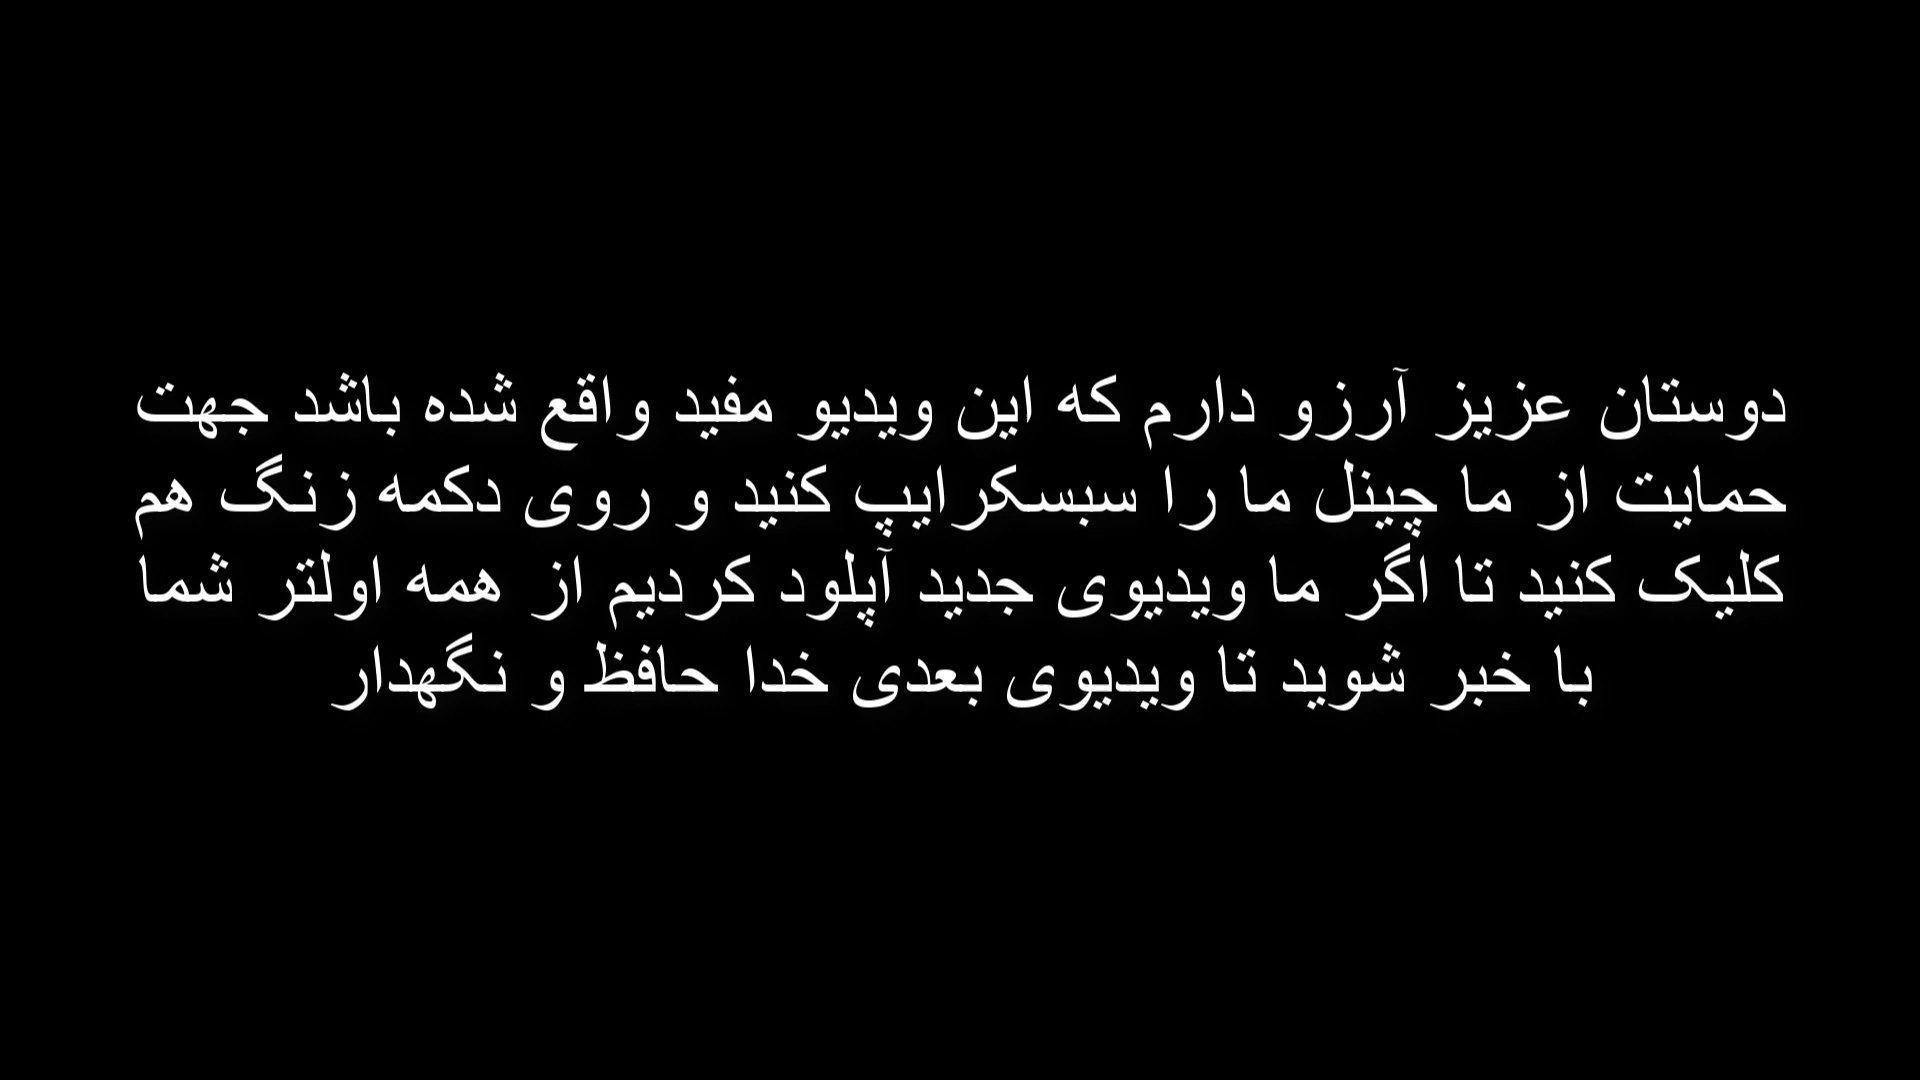 دوستان عزیز آرزو دارم که این ویدیو مفید واقع شده باشد جهت
حمایت از ما چینل ما را سبسکرایپ کنید و روی دکمه زنگ هم
کلیک کنید تا اگر ما ویدیوی جدید آپلود کردیم از همه اولتر شما
با خبر شوید تا ویدیوی بعدی خدا حافظ و نگهدار